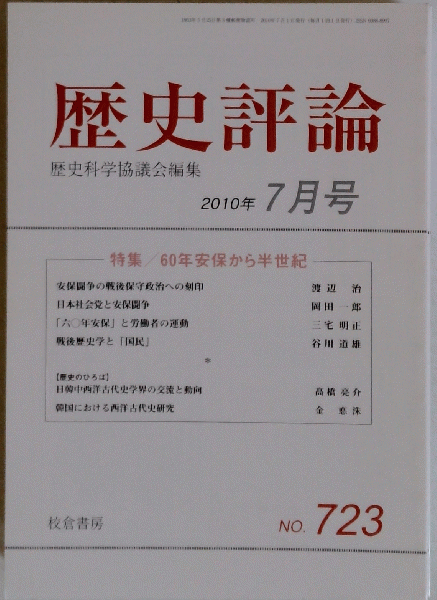 歴史評論
歴史科学協議会編集
2010年 7月号
特集／60年安保から半世紀
安保闘争の戦後保守政治への刻印 渡辺 治
日本社会党と安保闘争 岡田一郎
「六〇年安保」と労働者の運動 三宅明正
戦後歴史学と「国民」 谷川道雄
*
【歴史のひろば】
日韓中西洋古代史学界の交流と動向 高橋亮介
韓国における西洋古代史研究 金 悳洙
校倉書房
NO. 723